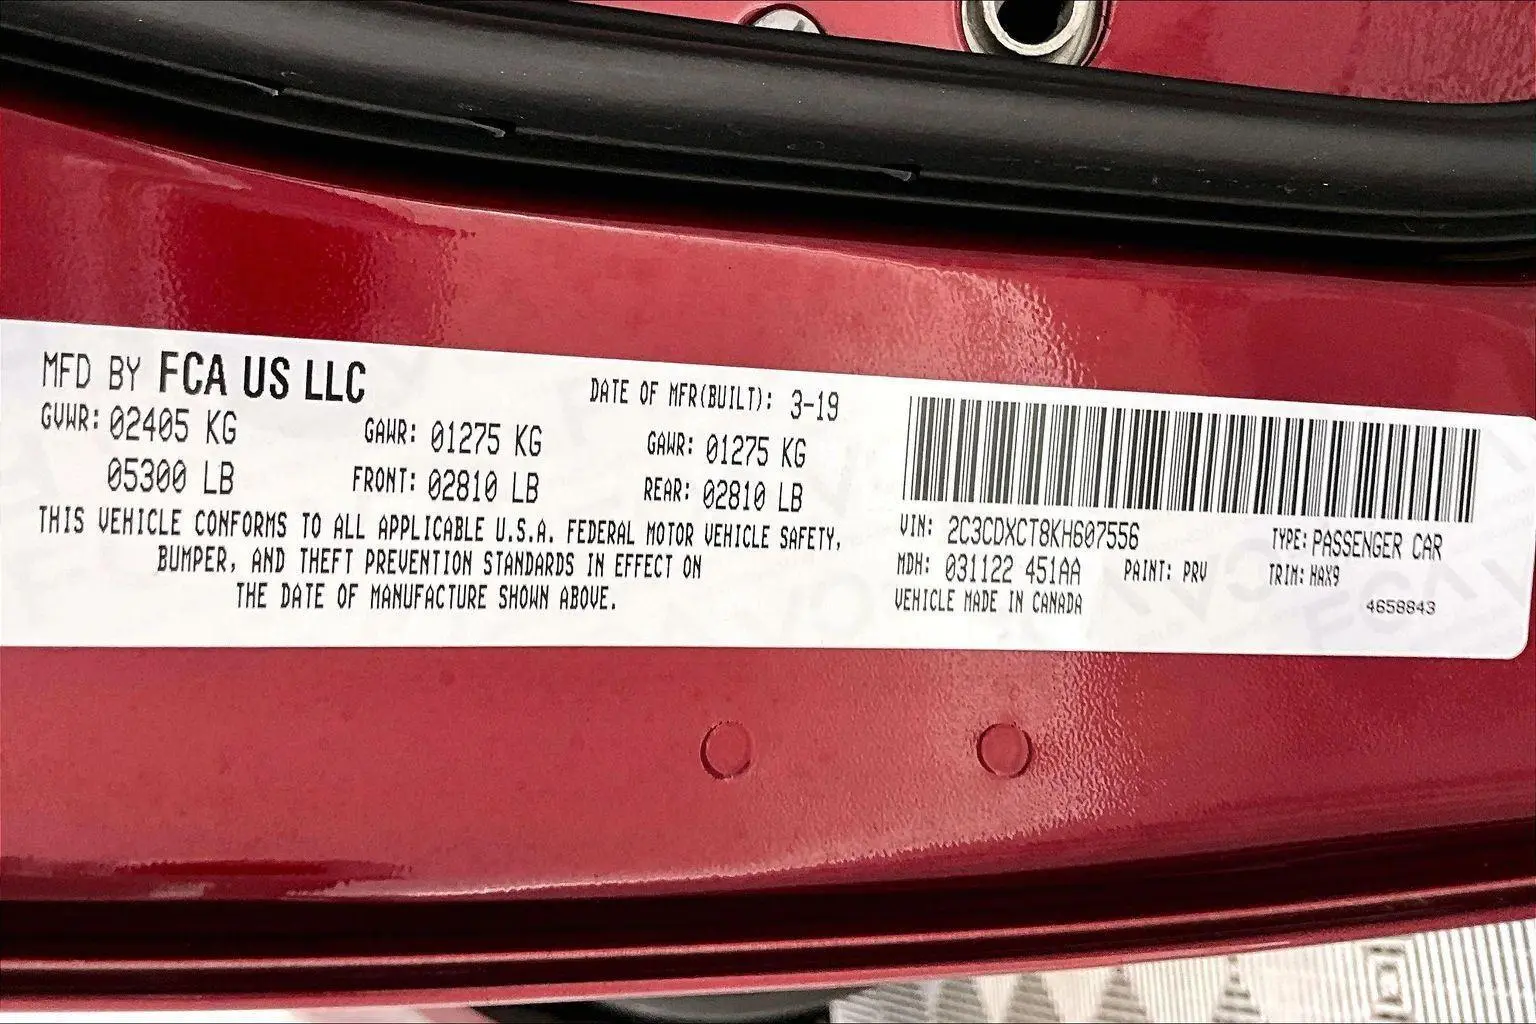 MFD BY FCA US LLC DATE OF MFR(BUILT): 3-19
GVWR: 02405 KG GAWR: 01275 KG GAWR: 01275 KG
05300 LB FRONT: 02810 LB REAR: 02810 LB
THIS VEHICLE CONFORMS TO ALL APPLICABLE U.S.A. FEDERAL MOTOR VEHICLE SAFETY,
BUMPER, AND THEFT PREVENTION STANDARDS IN EFFECT ON
THE DATE OF MANUFACTURE SHOWN ABOVE.
VIN: 2C3CDXCT8KH607556 TYPE: PASSENGER CAR
MDH: 031122 451AA PAINT: PRV TRIM: HAX9
VEHICLE MADE IN CANADA 4658843